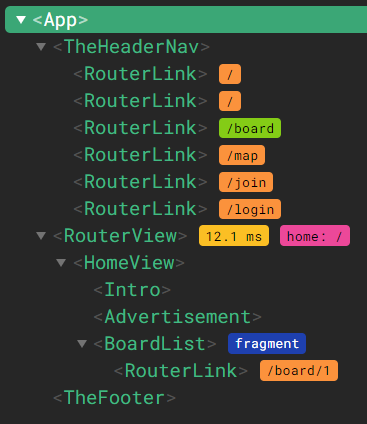 <App>
<TheHeaderNav>
<RouterLink> /
<RouterLink> /
<RouterLink> /board
<RouterLink> /map
<RouterLink> /join
<RouterLink> /login
<RouterView> 12.1 ms home: /
<HomeView>
<Intro>
<Advertisement>
<BoardList> fragment
<RouterLink> /board/1
<TheFooter>